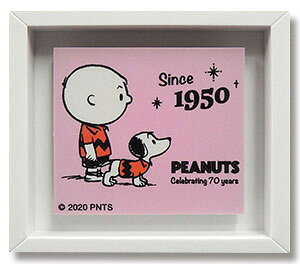 Since
1950
PEANUTS
Celebrating 70 years
© 2020 PNTS